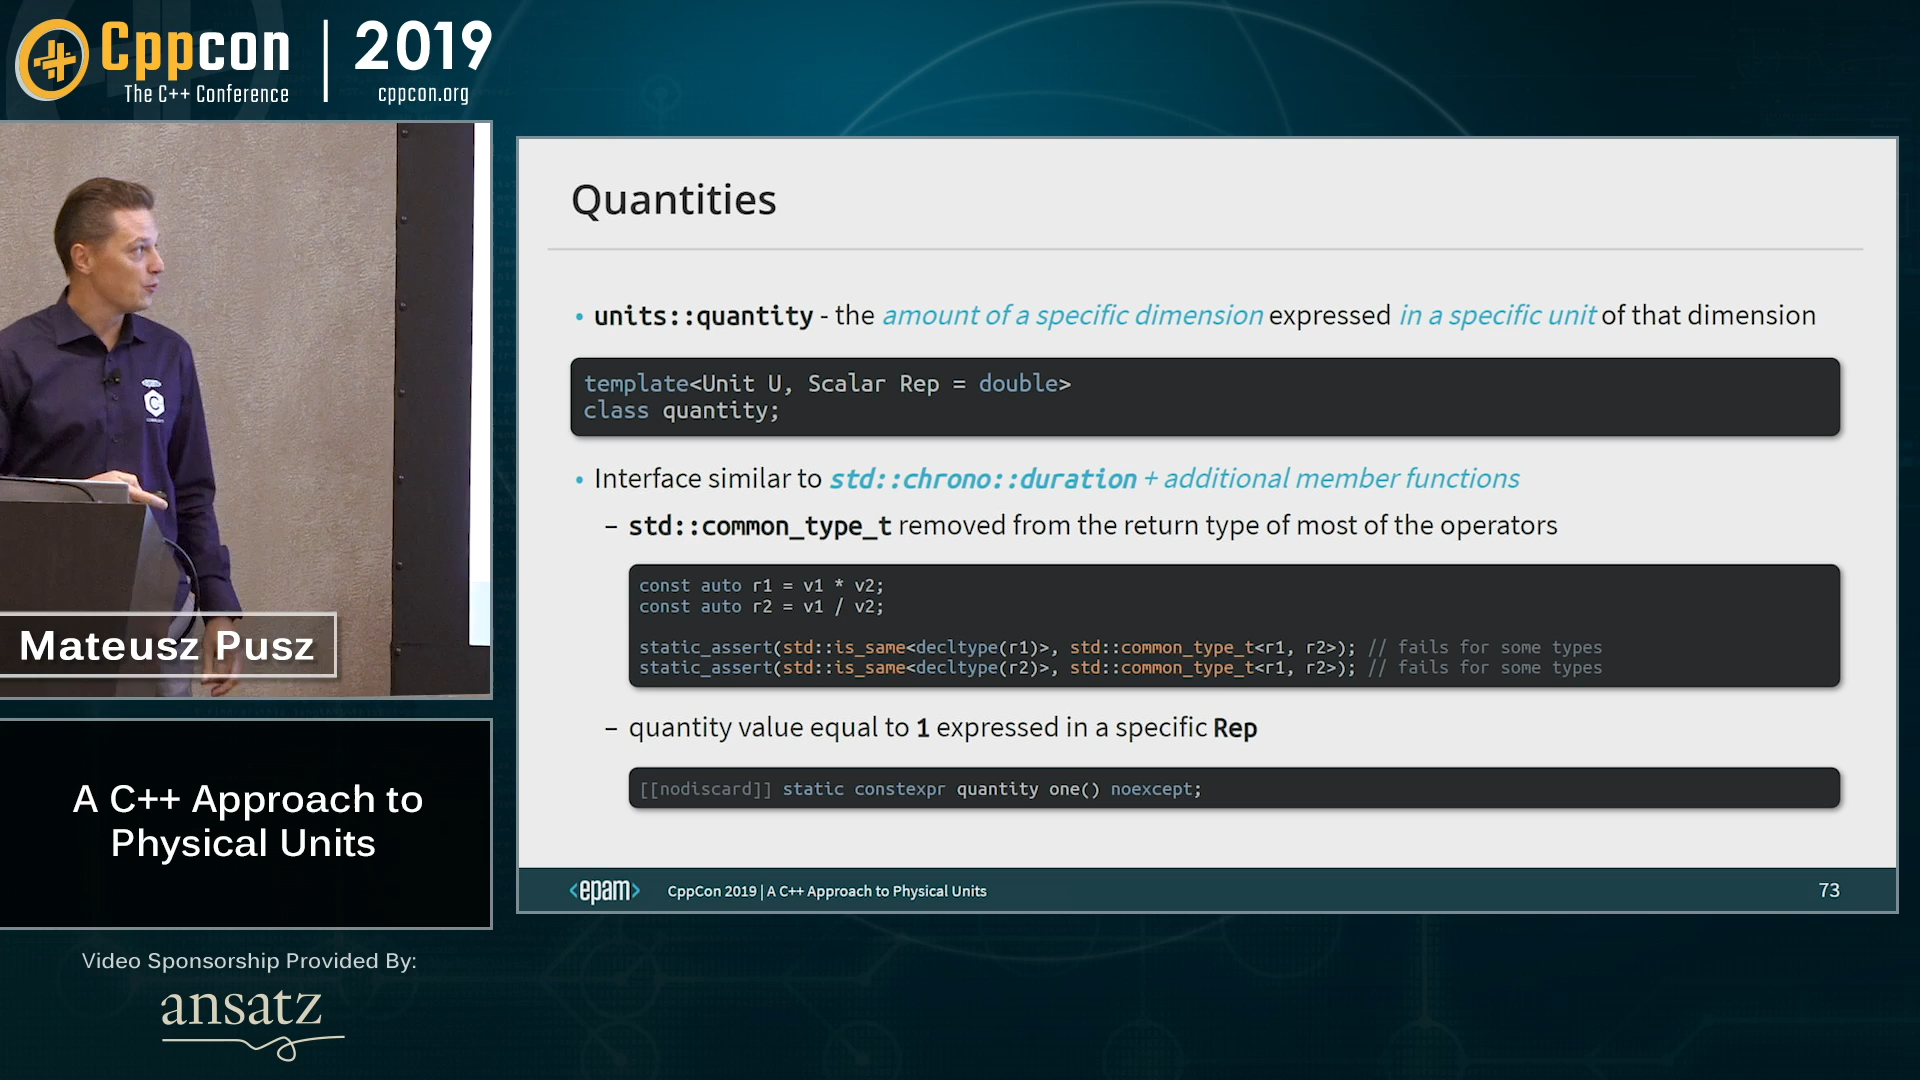 Cppcon
The C++ Conference
2019
cppcon.org
Mateusz Pusz
A C++ Approach to
Physical Units
Video Sponsorship Provided By:
ansatz
Quantities
• units::quantity - the amount of a specific dimension expressed in a specific unit of that dimension
template<Unit U, Scalar Rep = double>
class quantity;
• Interface similar to std::chrono::duration + additional member functions
– std::common_type_t removed from the return type of most of the operators
const auto r1 = v1 * v2;
const auto r2 = v1 / v2;
static_assert(std::is_same<decltype(r1)>, std::common_type_t<r1, r2>); // fails for some types
static_assert(std::is_same<decltype(r2)>, std::common_type_t<r1, r2>); // fails for some types
– quantity value equal to 1 expressed in a specific Rep
[[nodiscard]] static constexpr quantity one() noexcept;
<epam>
CppCon 2019 | A C++ Approach to Physical Units
73